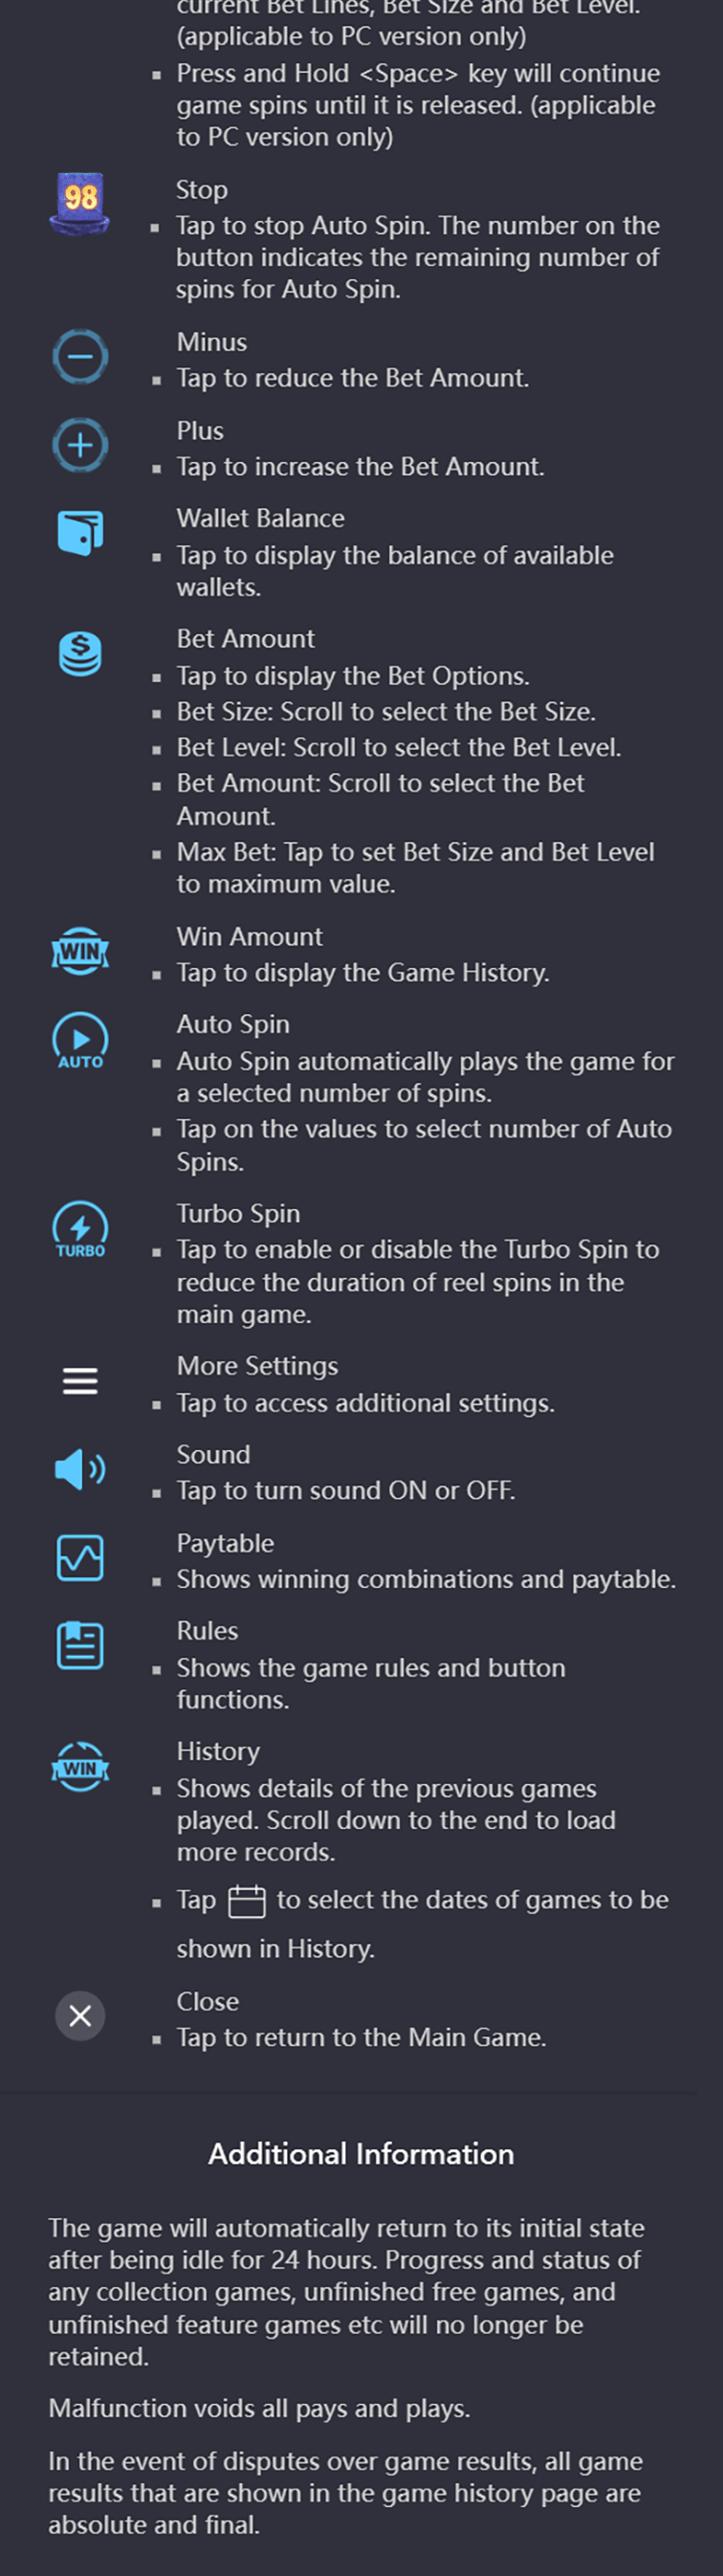 current Bet Lines, Bet Size and Bet Level.
(applicable to PC version only)
▪ Press and Hold <Space> key will continue
game spins until it is released. (applicable
to PC version only)
98
Stop
▪ Tap to stop Auto Spin. The number on the
button indicates the remaining number of
spins for Auto Spin.
Minus
▪ Tap to reduce the Bet Amount.
Plus
▪ Tap to increase the Bet Amount.
Wallet Balance
▪ Tap to display the balance of available
wallets.
$
Bet Amount
▪ Tap to display the Bet Options.
▪ Bet Size: Scroll to select the Bet Size.
▪ Bet Level: Scroll to select the Bet Level.
▪ Bet Amount: Scroll to select the Bet
Amount.
▪ Max Bet: Tap to set Bet Size and Bet Level
to maximum value.
WIN
Win Amount
▪ Tap to display the Game History.
AUTO
Auto Spin
▪ Auto Spin automatically plays the game for
a selected number of spins.
▪ Tap on the values to select number of Auto
Spins.
TURBO
Turbo Spin
▪ Tap to enable or disable the Turbo Spin to
reduce the duration of reel spins in the
main game.
More Settings
▪ Tap to access additional settings.
Sound
▪ Tap to turn sound ON or OFF.
Paytable
▪ Shows winning combinations and paytable.
Rules
▪ Shows the game rules and button
functions.
WIN
History
▪ Shows details of the previous games
played. Scroll down to the end to load
more records.
▪ Tap to select the dates of games to be
shown in History.
Close
▪ Tap to return to the Main Game.
Additional Information
The game will automatically return to its initial state
after being idle for 24 hours. Progress and status of
any collection games, unfinished free games, and
unfinished feature games etc will no longer be
retained.
Malfunction voids all pays and plays.
In the event of disputes over game results, all game
results that are shown in the game history page are
absolute and final.